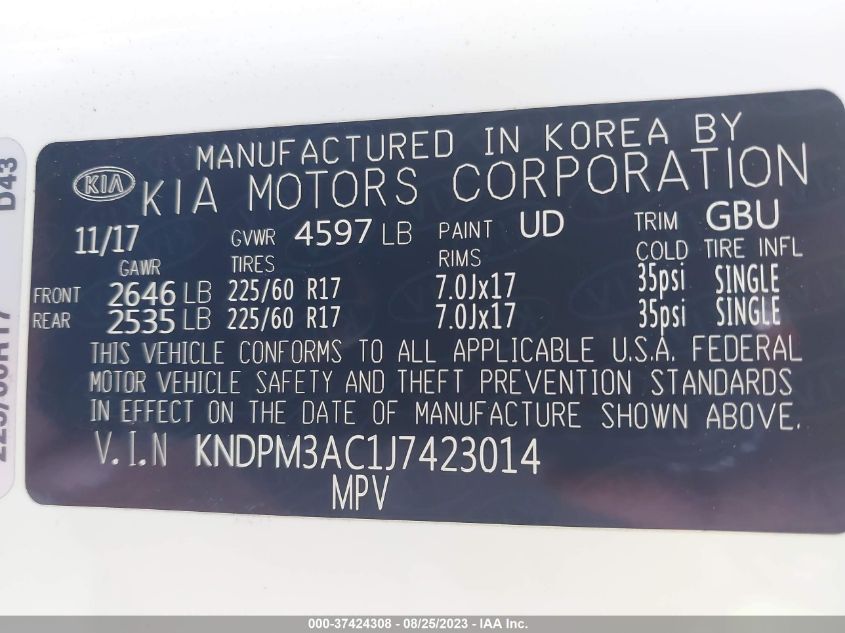 MANUFACTURED IN KOREA BY
KIA KIA MOTORS CORPORATION
11/17 GVWR 4597 LB PAINT UD TRIM GBU
GAWR TIRES RIMS COLD TIRE INFL
FRONT 2646 LB 225/60 R17 7.0Jx17 35psi SINGLE
REAR 2535 LB 225/60 R17 7.0Jx17 35psi SINGLE
THIS VEHICLE CONFORMS TO ALL APPLICABLE U.S.A. FEDERAL
MOTOR VEHICLE SAFETY AND THEFT PREVENTION STANDARDS
IN EFFECT ON THE DATE OF MANUFACTURE SHOWN ABOVE.
V.I.N KNDPM3AC1J7423014
MPV
D43
225/60R17
000-37424308 - 08/25/2023 - IAA Inc.